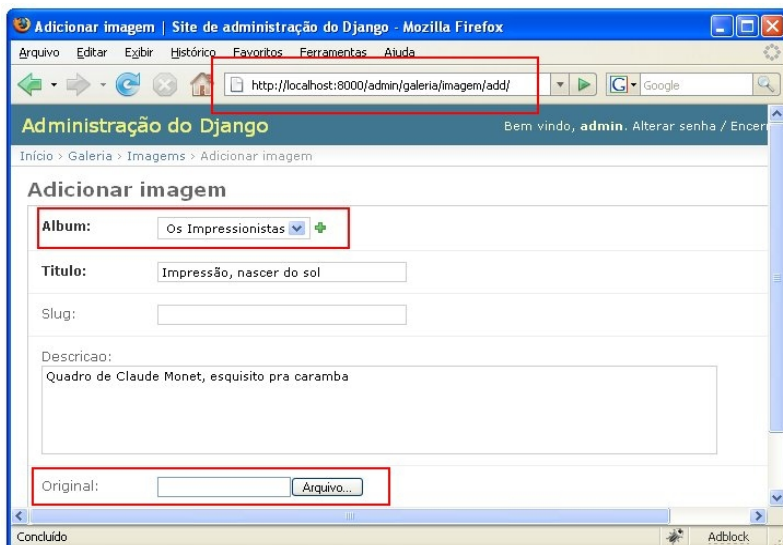 Adicionar imagem | Site de administração do Django - Mozilla Firefox
Arquivo Editar Exibir Histórico Favoritos Ferramentas Ajuda
http://localhost:8000/admin/galeria/imagem/add/
G Google
Administração do Django
Bem vindo, admin. Alterar senha / Encerr
Início > Galeria > Imagems > Adicionar imagem
Adicionar imagem
Album: Os Impressionistas
Titulo: Impressão, nascer do sol
Slug:
Descricao:
Quadro de Claude Monet, esquisito pra caramba
Original: Arquivo...
Concluído Adblock